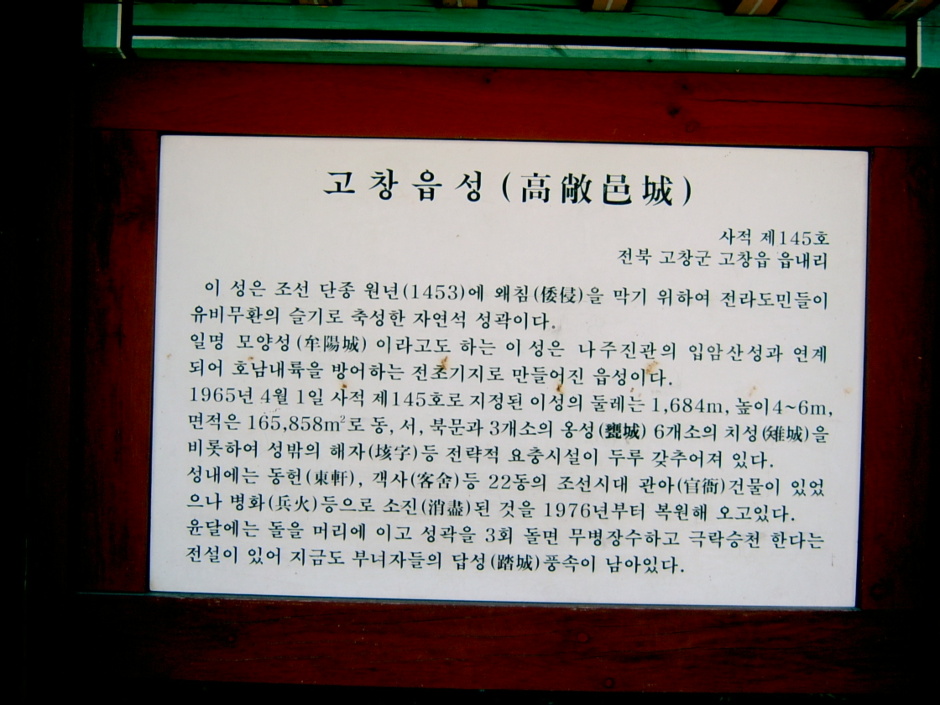 고창읍성(高敞邑城)
사적 제145호
전북 고창군 고창읍 읍내리
이 성은 조선 단종 원년(1453)에 왜침(倭侵)을 막기 위하여 전라도민들이
유비무환의 슬기로 축성한 자연석 성곽이다.
일명 모양성(牟陽城) 이라고도 하는 이 성은 나주진관의 입암산성과 연계
되어 호남내륙을 방어하는 전초기지로 만들어진 읍성이다.
1965년 4월 1일 사적 제145호로 지정된 이성의 둘레는 1,684m, 높이 4~6m,
면적은 165,858m²로 동, 서, 북문과 3개소의 옹성(甕城) 6개소의 치성(雉城)을
비롯하여 성밖의 해자(垓字)등 전략적 요충시설이 두루 갖추어져 있다.
성내에는 동헌(東軒), 객사(客舍)등 22동의 조선시대 관아(官衙)건물이 있었
으나 병화(兵火)등으로 소진(消盡)된 것을 1976년부터 복원해 오고있다.
윤달에는 돌을 머리에 이고 성곽을 3회 돌면 무병장수하고 극락승천 한다는
전설이 있어 지금도 부녀자들의 답성(踏城)풍속이 남아있다.